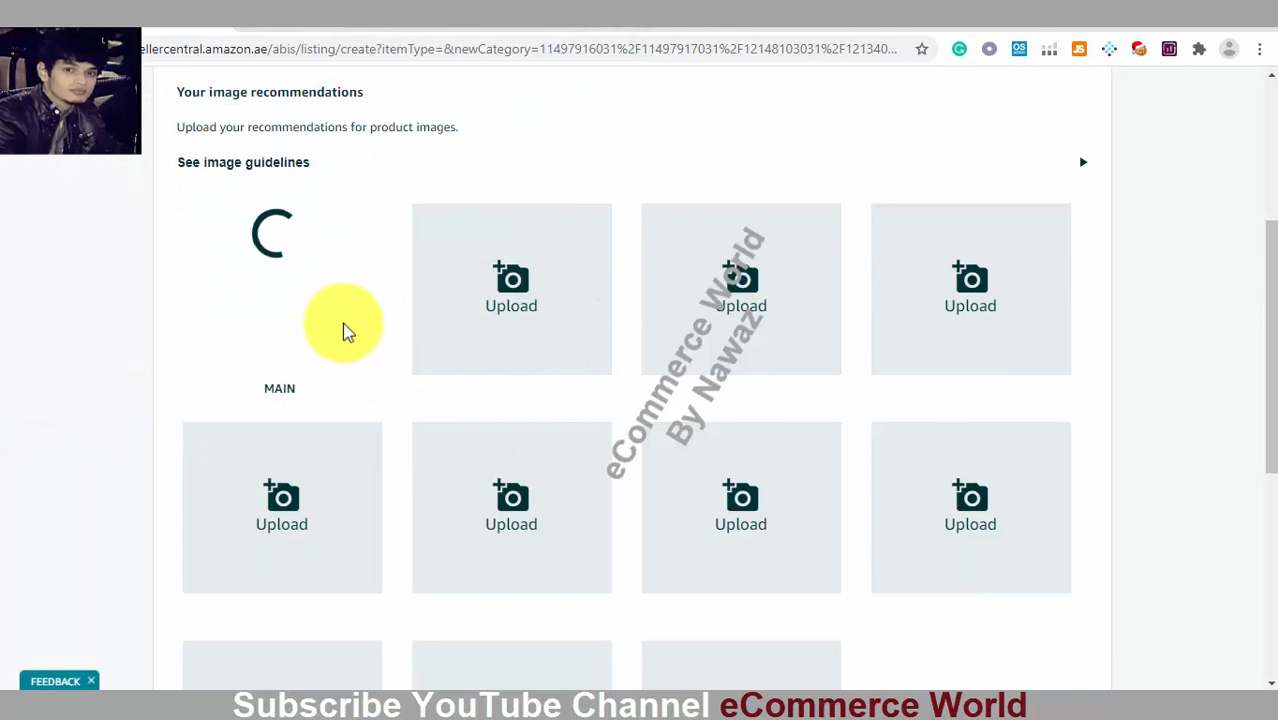 ellercentral.amazon.ae/abis/listing/create?itemType=&newCategory=11497916031%2F11497917031%2F12148103031%2F121340...
Your image recommendations
Upload your recommendations for product images.
See image guidelines
Upload
Upload
Upload
MAIN
Upload
Upload
Upload
Upload
eCommerce World
By Nawaz
FEEDBACK
Subscribe YouTube Channel eCommerce World